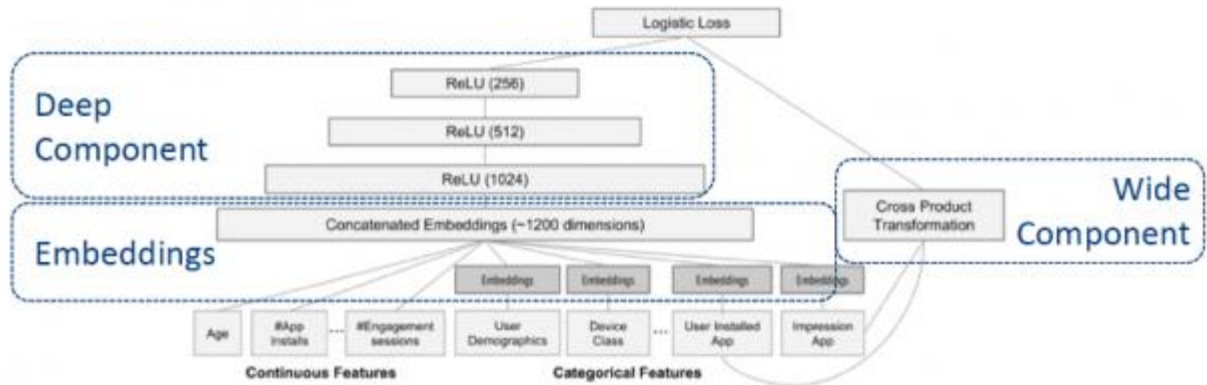 Logistic Loss
Deep
Component
ReLU (256)
ReLU (512)
ReLU (1024)
Wide
Component
Cross Product
Transformation
Embeddings
Concatenated Embeddings (~1200 dimensions)
Embeddings
Embeddings
Embeddings
Embeddings
Age
#App
Installs
...
#Engagement
sessions
User
Demographics
Device
Class
...
User Installed
App
Impression
App
Continuous Features
Categorical Features